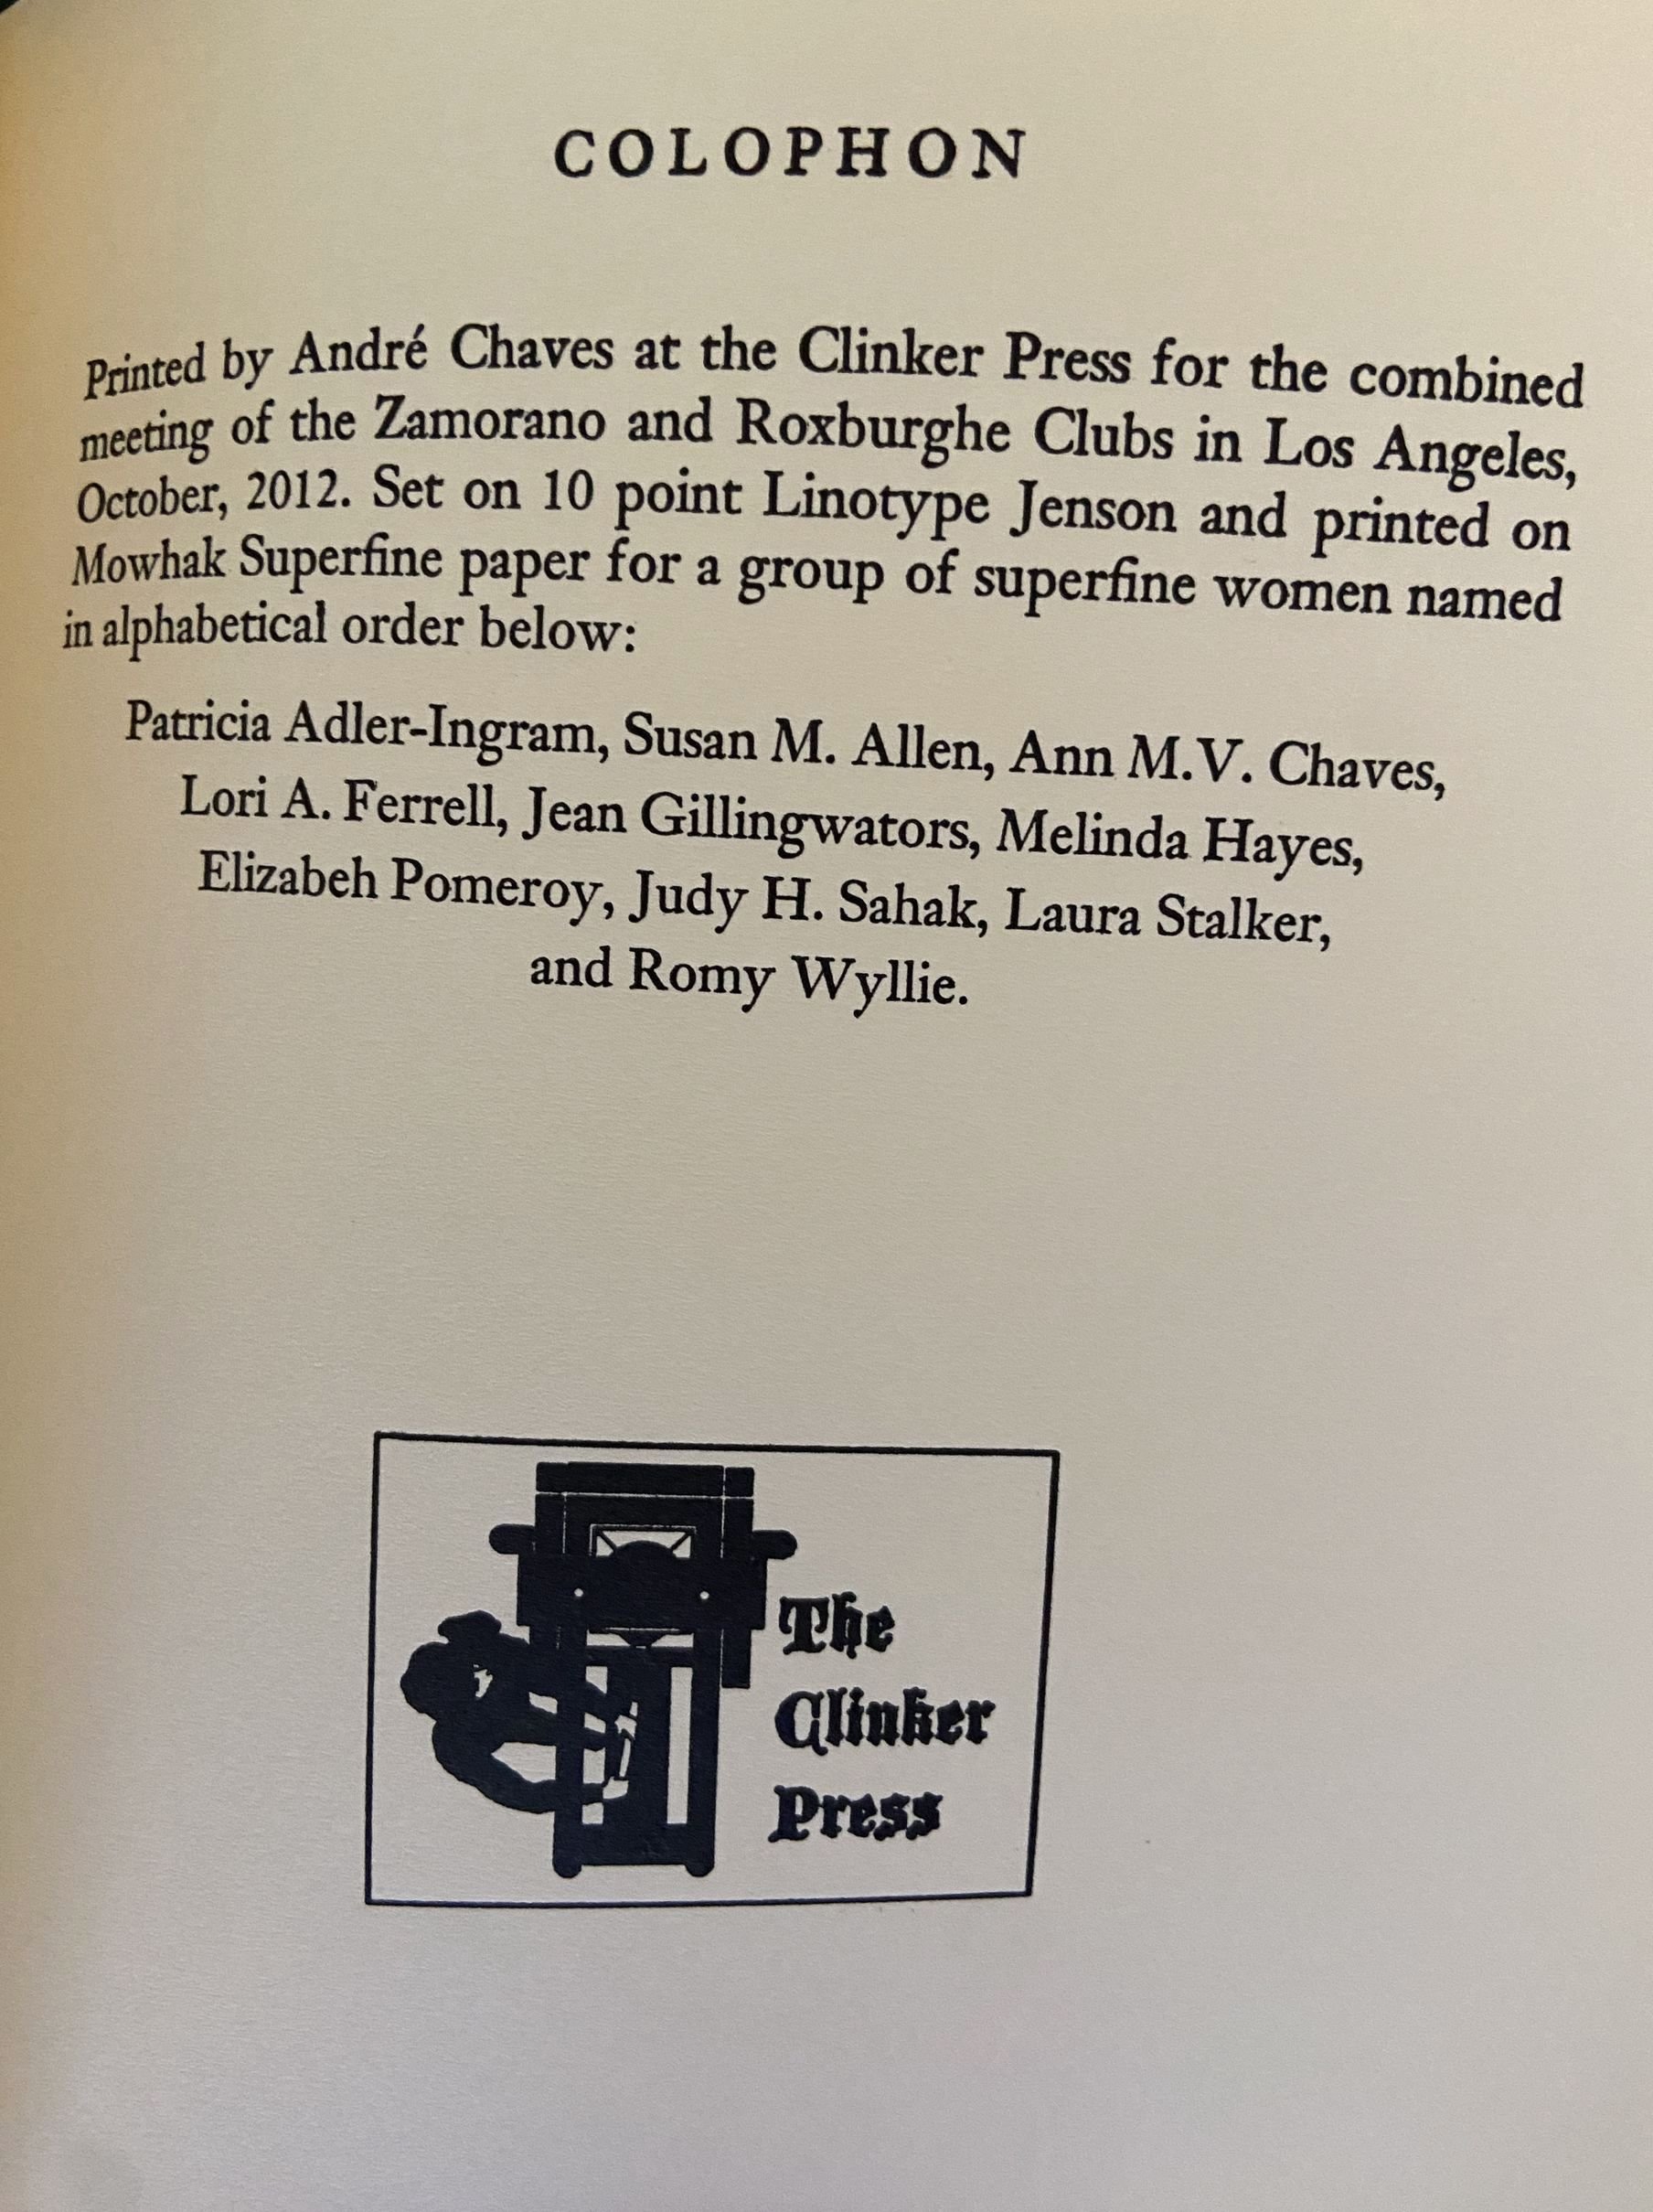 COLOPHON
Printed by André Chaves at the Clinker Press for the combined
meeting of the Zamorano and Roxburghe Clubs in Los Angeles,
October, 2012. Set on 10 point Linotype Jenson and printed on
Mowhak Superfine paper for a group of superfine women named
in alphabetical order below:
Patricia Adler-Ingram, Susan M. Allen, Ann M.V. Chaves,
Lori A. Ferrell, Jean Gillingwators, Melinda Hayes,
Elizabeh Pomeroy, Judy H. Sahak, Laura Stalker,
and Romy Wyllie.
The
Clinker
Press